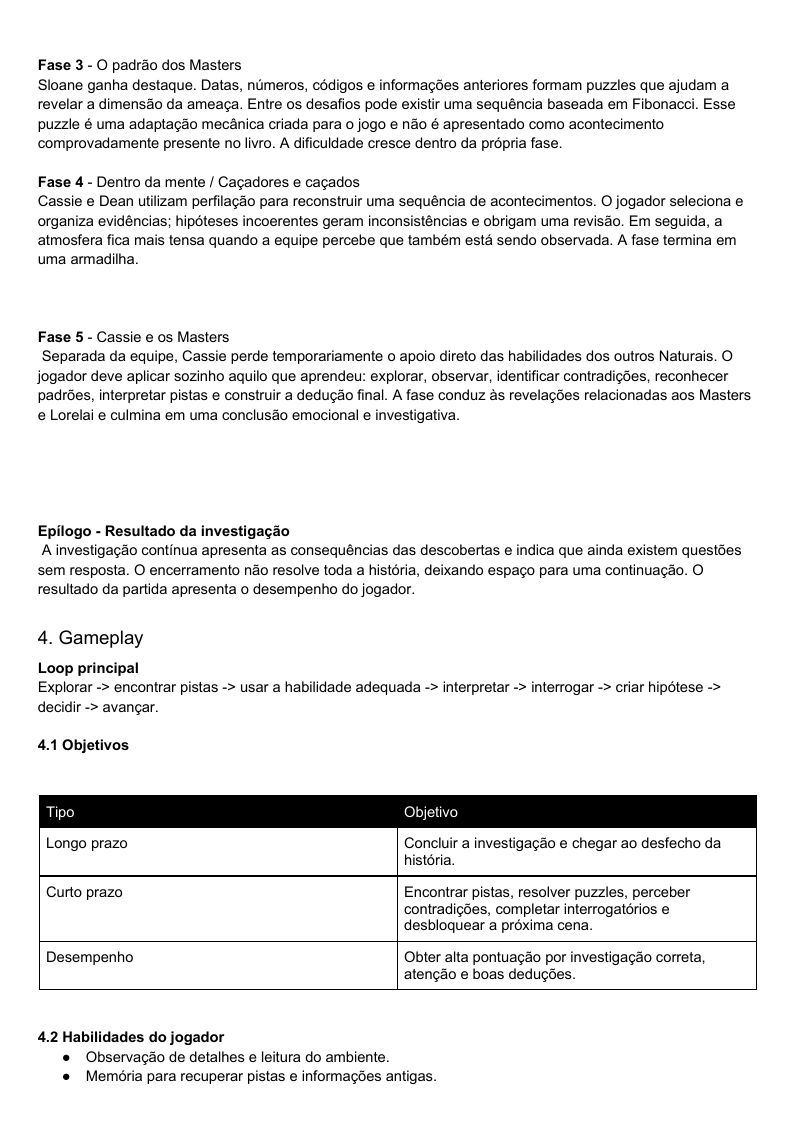 Fase 3 - O padrão dos Masters
Sloane ganha destaque. Datas, números, códigos e informações anteriores formam puzzles que ajudam a
revelar a dimensão da ameaça. Entre os desafios pode existir uma sequência baseada em Fibonacci. Esse
puzzle é uma adaptação mecânica criada para o jogo e não é apresentado como acontecimento
comprovadamente presente no livro. A dificuldade cresce dentro da própria fase.
Fase 4 - Dentro da mente / Caçadores e caçados
Cassie e Dean utilizam perfilação para reconstruir uma sequência de acontecimentos. O jogador seleciona e
organiza evidências; hipóteses incoerentes geram inconsistências e obrigam uma revisão. Em seguida, a
atmosfera fica mais tensa quando a equipe percebe que também está sendo observada. A fase termina em
uma armadilha.
Fase 5 - Cassie e os Masters
Separada da equipe, Cassie perde temporariamente o apoio direto das habilidades dos outros Naturais. O
jogador deve aplicar sozinho aquilo que aprendeu: explorar, observar, identificar contradições, reconhecer
padrões, interpretar pistas e construir a dedução final. A fase conduz às revelações relacionadas aos Masters
e Lorelai e culmina em uma conclusão emocional e investigativa.
Epílogo - Resultado da investigação
A investigação contínua apresenta as consequências das descobertas e indica que ainda existem questões
sem resposta. O encerramento não resolve toda a história, deixando espaço para uma continuação. O
resultado da partida apresenta o desempenho do jogador.
4. Gameplay
Loop principal
Explorar -> encontrar pistas -> usar a habilidade adequada -> interpretar -> interrogar -> criar hipótese ->
decidir -> avançar.
4.1 Objetivos
Tipo
Objetivo
Longo prazo
Concluir a investigação e chegar ao desfecho da
história.
Curto prazo
Encontrar pistas, resolver puzzles, perceber
contradições, completar interrogatórios e
desbloquear a próxima cena.
Desempenho
Obter alta pontuação por investigação correta,
atenção e boas deduções.
4.2 Habilidades do jogador
● Observação de detalhes e leitura do ambiente.
● Memória para recuperar pistas e informações antigas.